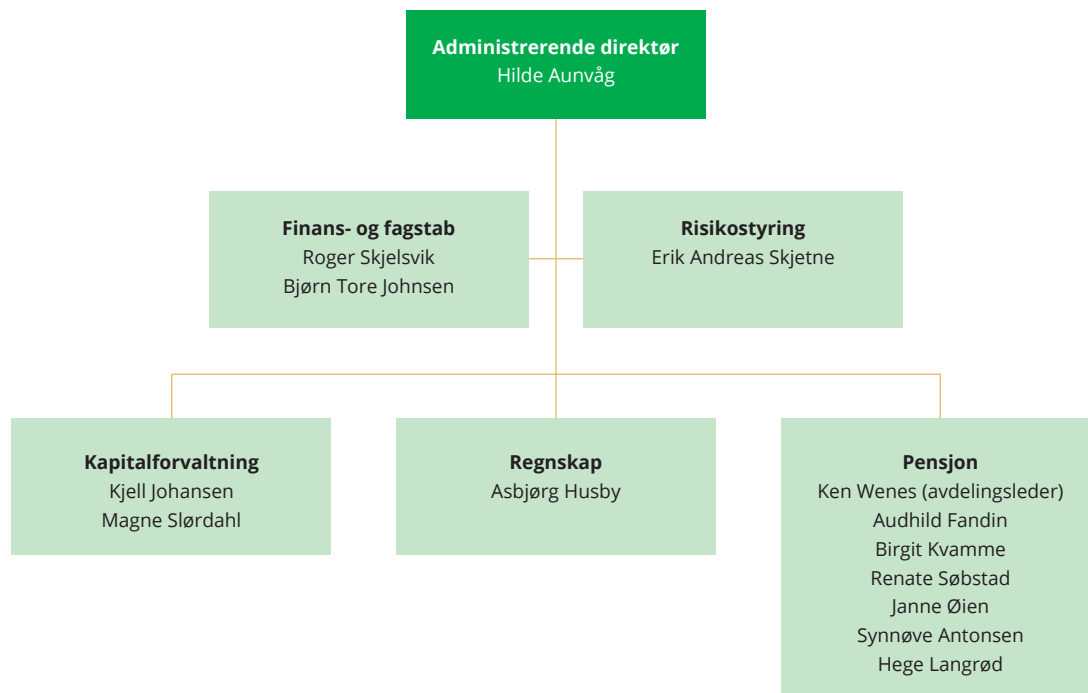 Administrerende direktør
Hilde Aunvåg
Finans- og fagstab
Roger Skjelsvik
Bjørn Tore Johnsen
Risikostyring
Erik Andreas Skjetne
Kapitalforvaltning
Kjell Johansen
Magne Slørdahl
Regnskap
Asbjørg Husby
Pensjon
Ken Wenes (avdelingsleder)
Audhild Fandin
Birgit Kvamme
Renate Søbstad
Janne Øien
Synnøve Antonsen
Hege Langrød